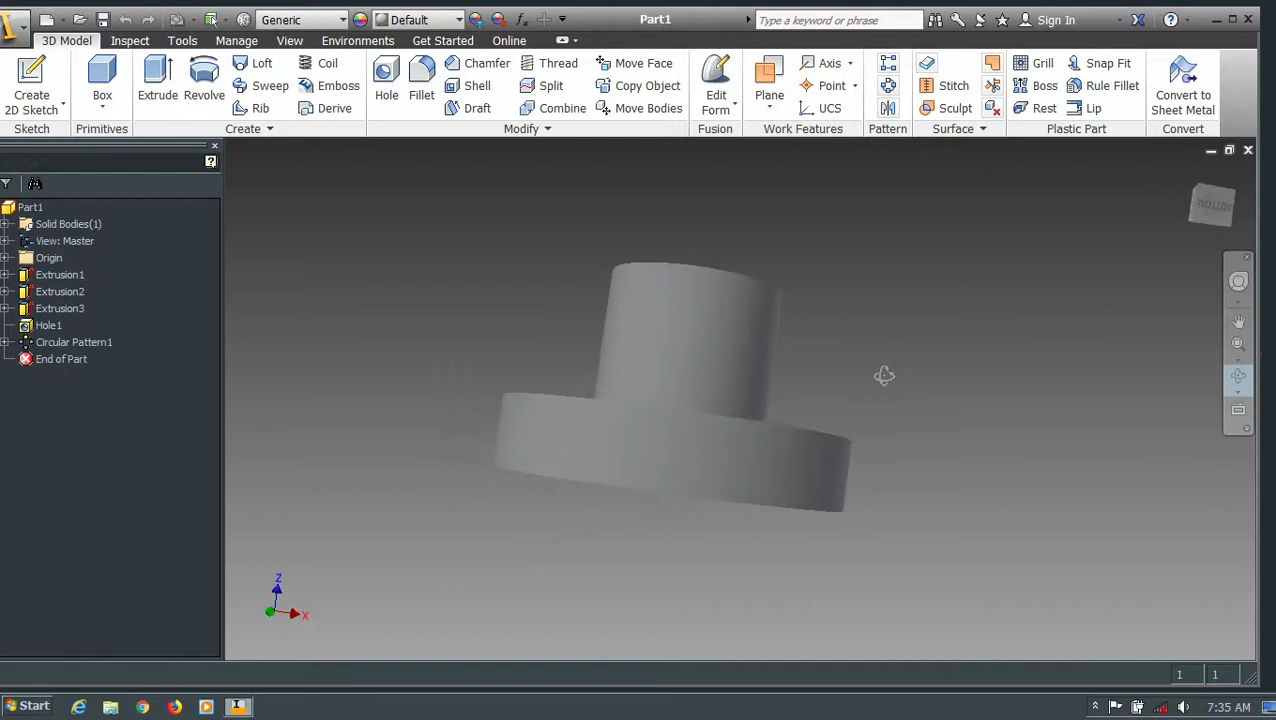 Generic
Default
Part1
Type a keyword or phrase
Sign In
3D Model Inspect Tools Manage View Environments Get Started Online
Create 2D Sketch
Box
Extrude
Revolve
Loft
Coil
Sweep
Emboss
Rib
Derive
Hole
Fillet
Chamfer
Thread
Move Face
Shell
Split
Copy Object
Draft
Combine
Move Bodies
Edit Form
Plane
Axis
Point
UCS
Stitch
Sculpt
Grill
Snap Fit
Boss
Rule Fillet
Rest
Lip
Convert to Sheet Metal
Sketch Primitives Create Modify Fusion Work Features Pattern Surface Plastic Part Convert
Part1
Solid Bodies(1)
View: Master
Origin
Extrusion1
Extrusion2
Extrusion3
Hole1
Circular Pattern1
End of Part
BOTTOM
Z
X
1 1
Start
7:35 AM